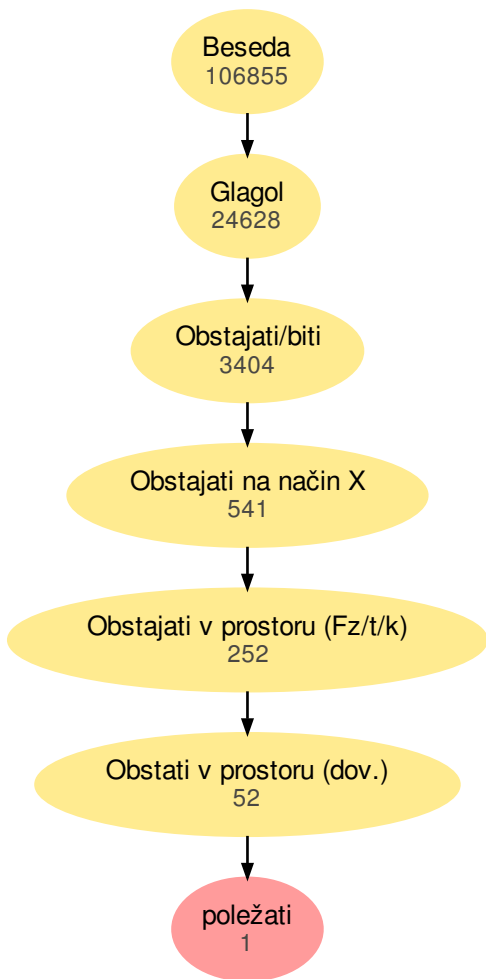 Beseda
106855
Glagol
24628
Obstajati/biti
3404
Obstajati na način X
541
Obstajati v prostoru (Fz/t/k)
252
Obstati v prostoru (dov.)
52
poležati
1